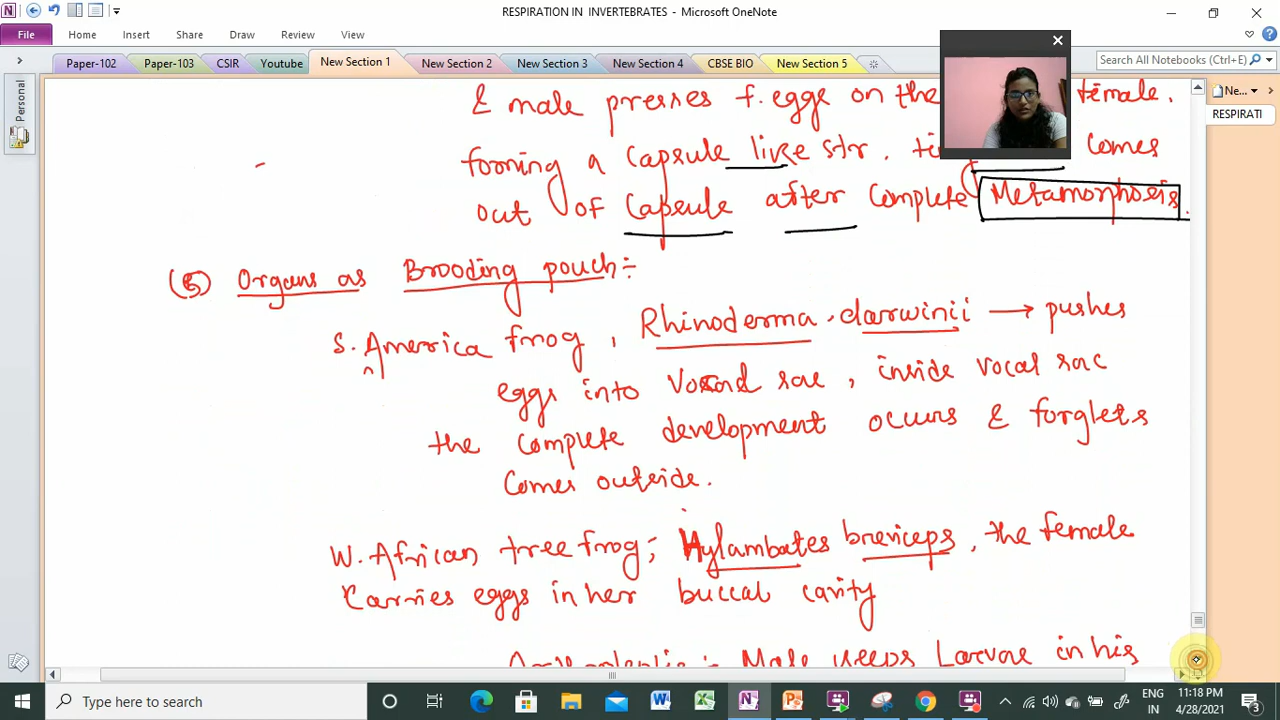 RESPIRATION IN INVERTEBRATES - Microsoft OneNote
File Home Insert Share Draw Review View
Paper-102 Paper-103 CSIR Youtube New Section 1 New Section 2 New Section 3 New Section 4 CBSE BIO New Section 5
Search All Notebooks (Ctrl+E)
Personal
Ne...
RESPIRATI
& male presses f. eggs on the female.
forming a capsule like str. comes
out of capsule after complete Metamorphosis.
(5) Organs as Brooding pouch:-
S. America frog, Rhinoderma darwinii → pushes
eggs into sac, inside vocal sac
the complete development occurs & forglets
comes outside.
W. African tree frog; Hylambates breviceps, the female
Carries eggs in her buccal cavity
Male keeps Larvae in his
Type here to search
ENG
IN
11:18 PM
4/28/2021
3